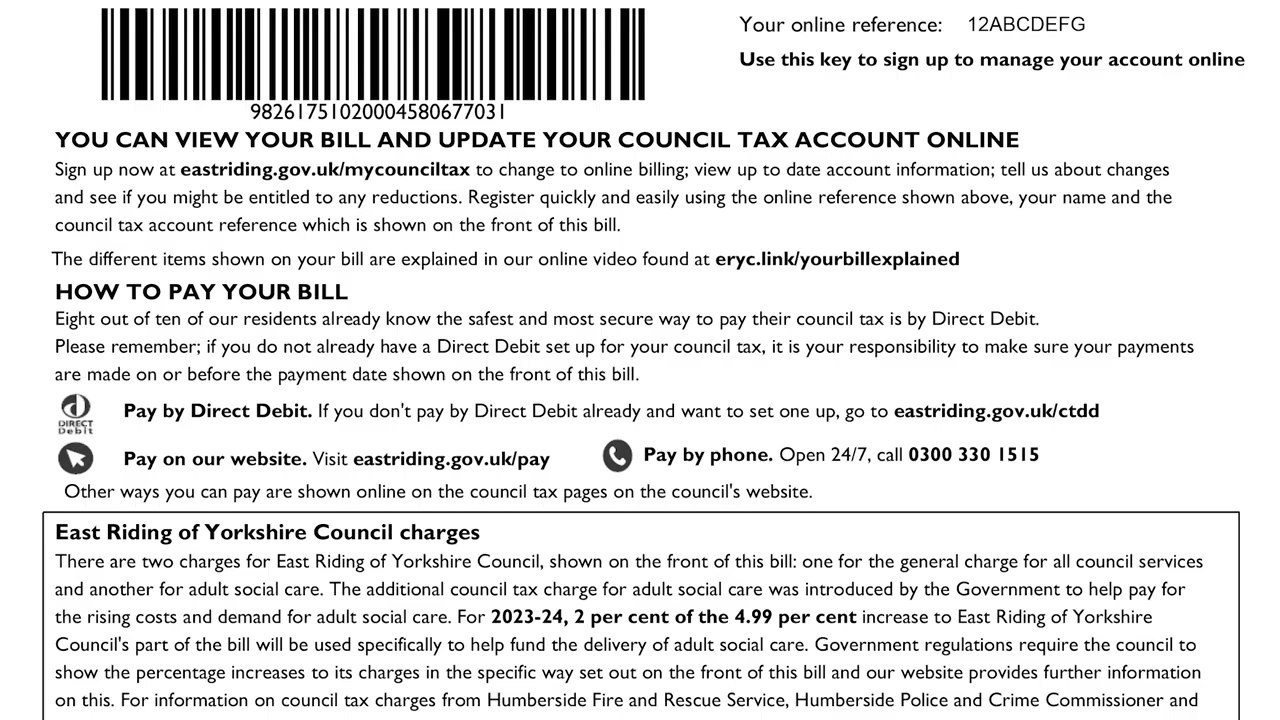 Your online reference: 12ABCDEFG
Use this key to sign up to manage your account online
98261751020004580677031
YOU CAN VIEW YOUR BILL AND UPDATE YOUR COUNCIL TAX ACCOUNT ONLINE
Sign up now at eastriding.gov.uk/mycounciltax to change to online billing; view up to date account information; tell us about changes
and see if you might be entitled to any reductions. Register quickly and easily using the online reference shown above, your name and the
council tax account reference which is shown on the front of this bill.
The different items shown on your bill are explained in our online video found at eryc.link/yourbillexplained
HOW TO PAY YOUR BILL
Eight out of ten of our residents already know the safest and most secure way to pay their council tax is by Direct Debit.
Please remember; if you do not already have a Direct Debit set up for your council tax, it is your responsibility to make sure your payments
are made on or before the payment date shown on the front of this bill.
DIRECT
Debit
Pay by Direct Debit. If you don't pay by Direct Debit already and want to set one up, go to eastriding.gov.uk/ctdd
Pay on our website. Visit eastriding.gov.uk/pay
Pay by phone. Open 24/7, call 0300 330 1515
Other ways you can pay are shown online on the council tax pages on the council's website.
East Riding of Yorkshire Council charges
There are two charges for East Riding of Yorkshire Council, shown on the front of this bill: one for the general charge for all council services
and another for adult social care. The additional council tax charge for adult social care was introduced by the Government to help pay for
the rising costs and demand for adult social care. For 2023-24, 2 per cent of the 4.99 per cent increase to East Riding of Yorkshire
Council's part of the bill will be used specifically to help fund the delivery of adult social care. Government regulations require the council to
show the percentage increases to its charges in the specific way set out on the front of this bill and our website provides further information
on this. For information on council tax charges from Humberside Fire and Rescue Service, Humberside Police and Crime Commissioner and